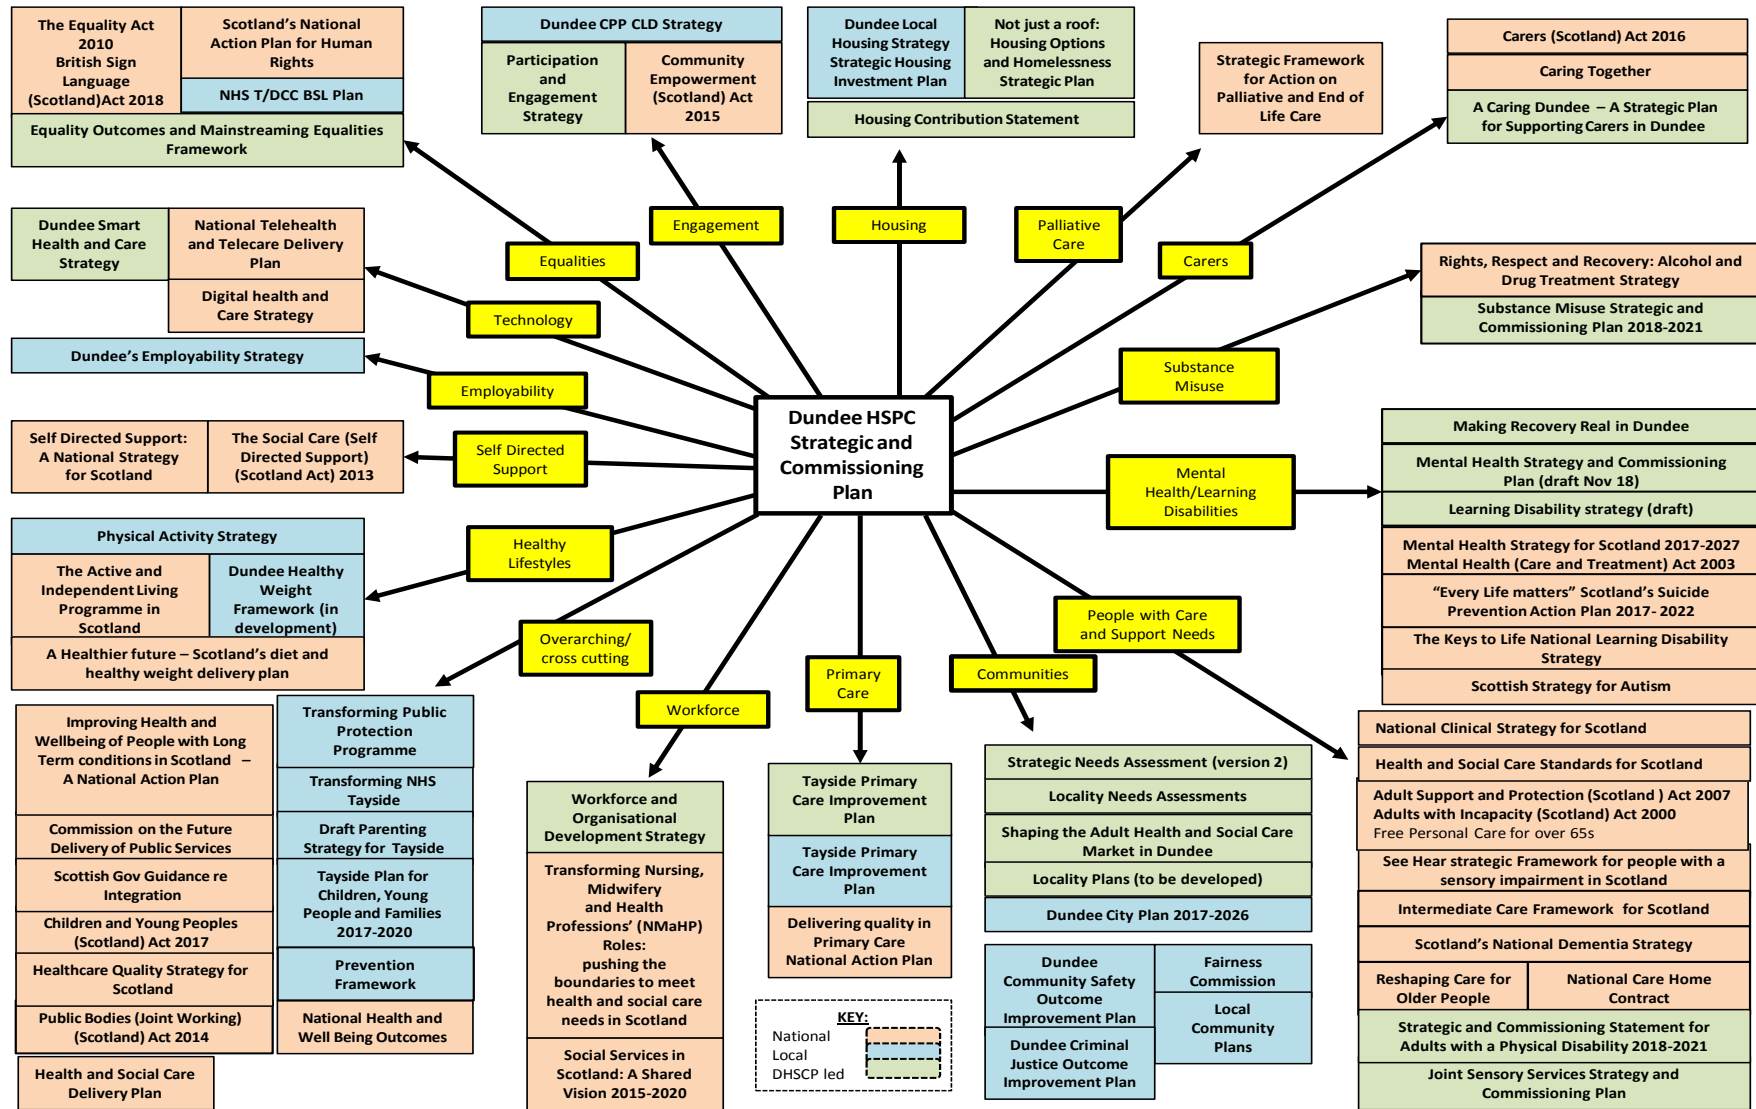 The Equality Act
2010
British Sign
Language
(Scotland)Act 2018
Scotland's National
Action Plan for Human
Rights
NHS T/DCC BSL Plan
Equality Outcomes and Mainstreaming Equalities
Framework
Dundee CPP CLD Strategy
Participation
and
Engagement
Strategy
Community
Empowerment
(Scotland) Act
2015
Dundee Local
Housing Strategy
Strategic Housing
Investment Plan
Not just a roof:
Housing Options
and Homelessness
Strategic Plan
Housing Contribution Statement
Strategic Framework
for Action on
Palliative and End of
Life Care
Carers (Scotland) Act 2016
Caring Together
A Caring Dundee – A Strategic Plan
for Supporting Carers in Dundee
Engagement
Housing
Palliative
Care
Carers
Equalities
Dundee Smart
Health and Care
Strategy
National Telehealth
and Telecare Delivery
Plan
Digital health and
Care Strategy
Technology
Rights, Respect and Recovery: Alcohol and
Drug Treatment Strategy
Substance Misuse Strategic and
Commissioning Plan 2018-2021
Substance
Misuse
Dundee's Employability Strategy
Employability
Dundee HSPC
Strategic and
Commissioning
Plan
Self Directed Support:
A National Strategy
for Scotland
The Social Care (Self
Directed Support)
(Scotland Act) 2013
Self Directed
Support
Mental
Health/Learning
Disabilities
Making Recovery Real in Dundee
Mental Health Strategy and Commissioning
Plan (draft Nov 18)
Learning Disability strategy (draft)
Mental Health Strategy for Scotland 2017-2027
Mental Health (Care and Treatment) Act 2003
“Every Life matters” Scotland's Suicide
Prevention Action Plan 2017- 2022
The Keys to Life National Learning Disability
Strategy
Scottish Strategy for Autism
Physical Activity Strategy
The Active and
Independent Living
Programme in
Scotland
Dundee Healthy
Weight
Framework (in
development)
A Healthier future – Scotland's diet and
healthy weight delivery plan
Healthy
Lifestyles
Overarching/
cross cutting
Workforce
Primary
Care
Communities
People with Care
and Support Needs
Improving Health and
Wellbeing of People with Long
Term conditions in Scotland –
A National Action Plan
Commission on the Future
Delivery of Public Services
Scottish Gov Guidance re
Integration
Children and Young Peoples
(Scotland) Act 2017
Healthcare Quality Strategy for
Scotland
Public Bodies (Joint Working)
(Scotland) Act 2014
Health and Social Care
Delivery Plan
Transforming Public
Protection
Programme
Transforming NHS
Tayside
Draft Parenting
Strategy for Tayside
Tayside Plan for
Children, Young
People and Families
2017-2020
Prevention
Framework
National Health and
Well Being Outcomes
Workforce and
Organisational
Development Strategy
Transforming Nursing,
Midwifery
and Health
Professions' (NMaHP)
Roles:
pushing the
boundaries to meet
health and social care
needs in Scotland
Social Services in
Scotland: A Shared
Vision 2015-2020
Tayside Primary
Care Improvement
Plan
Tayside Primary
Care Improvement
Plan
Delivering quality in
Primary Care
National Action Plan
KEY:
National
Local
DHSCP led
Strategic Needs Assessment (version 2)
Locality Needs Assessments
Shaping the Adult Health and Social Care
Market in Dundee
Locality Plans (to be developed)
Dundee City Plan 2017-2026
Dundee
Community Safety
Outcome
Improvement Plan
Dundee Criminal
Justice Outcome
Improvement Plan
Fairness
Commission
Local
Community
Plans
National Clinical Strategy for Scotland
Health and Social Care Standards for Scotland
Adult Support and Protection (Scotland ) Act 2007
Adults with Incapacity (Scotland) Act 2000
Free Personal Care for over 65s
See Hear strategic Framework for people with a
sensory impairment in Scotland
Intermediate Care Framework for Scotland
Scotland's National Dementia Strategy
Reshaping Care for
Older People
National Care Home
Contract
Strategic and Commissioning Statement for
Adults with a Physical Disability 2018-2021
Joint Sensory Services Strategy and
Commissioning Plan